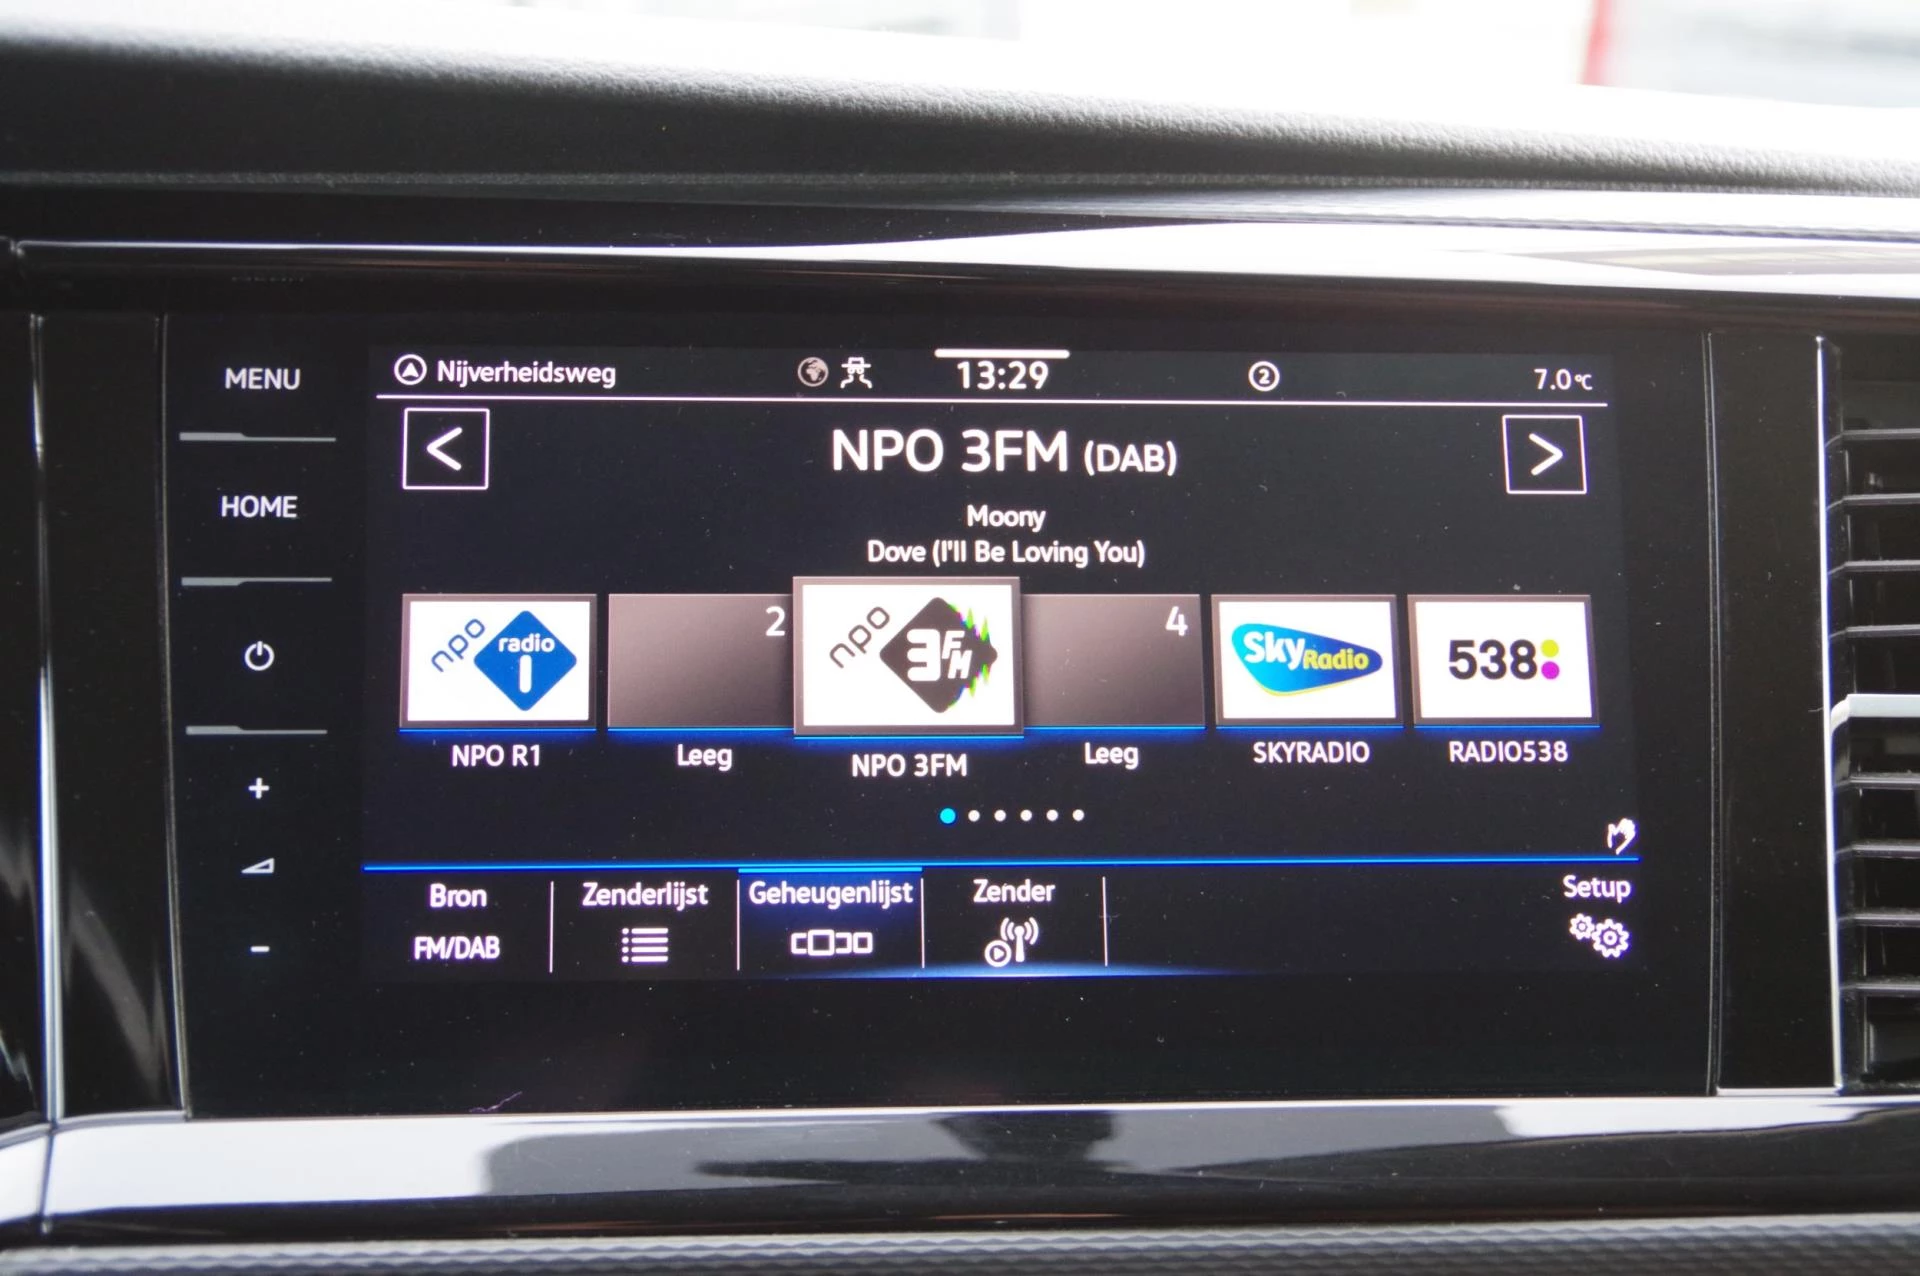 MENU
HOME
+
-
Nijverheidsweg
13:29
2
7.0°C
<
NPO 3FM (DAB)
>
Moony
Dove (I'll Be Loving You)
npo radio 1
2
npo 3FM
4
Sky Radio
538
NPO R1
Leeg
NPO 3FM
Leeg
SKYRADIO
RADIO538
Bron
FM/DAB
Zenderlijst
Geheugenlijst
Zender
Setup